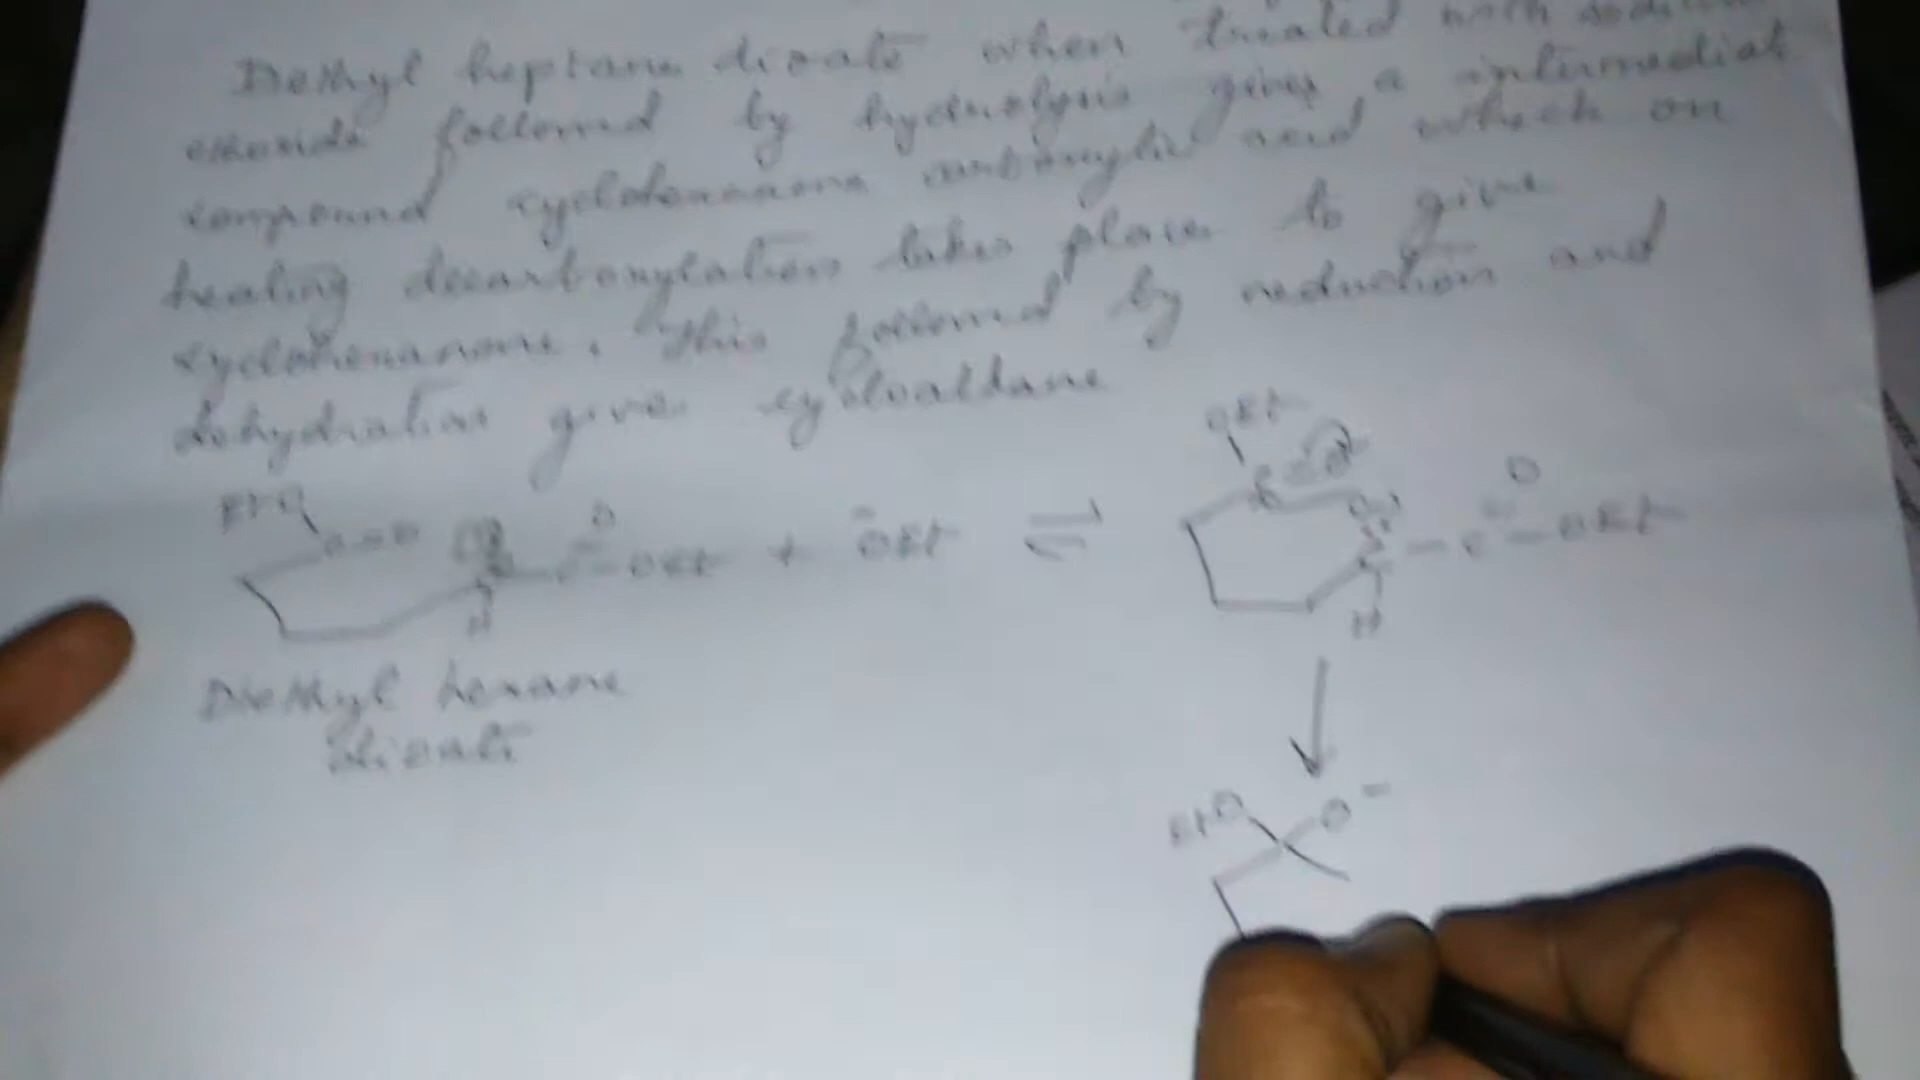 Diethyl heptane dioate when treated with sodium
ethoxide followed by hydrolysis gives a intermediat
compound cyclohexanone carboxylic acid which on
heating decarboxylation takes place to give
cyclohexanone. This followed by reduction and
dehydration give cycloalkane
OEt
EtO
O
C=O
C - OEt + ŌEt ⇌
C
O
C - OEt
H
H
Diethyl hexane
dioate
EtO
O⁻